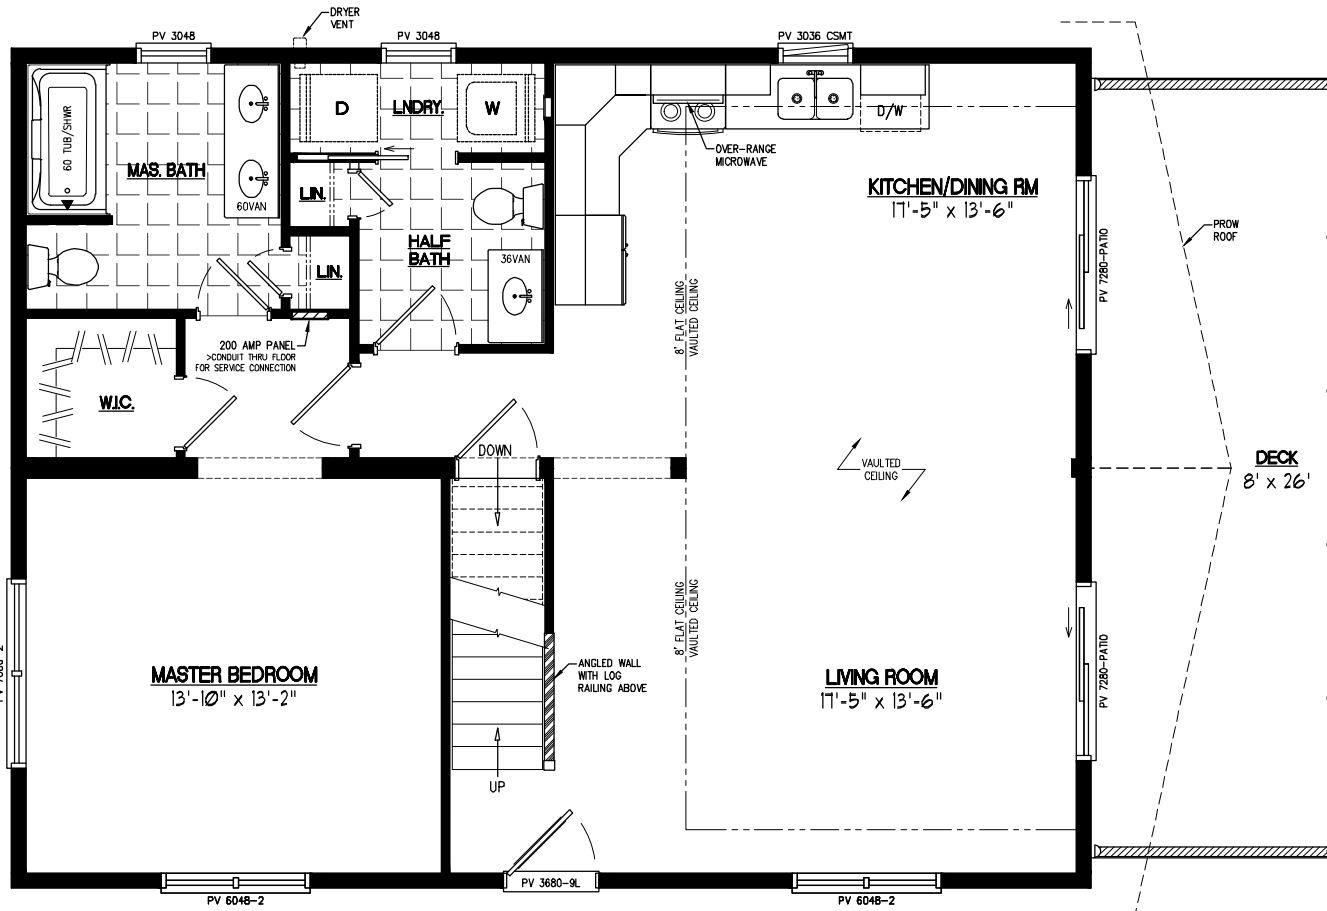 DRYER
VENT
PV 3048
PV 3048
PV 3036 CSMT
60 TUB/SHWR
D
LNDRY.
W
D/W
MAS. BATH
OVER-RANGE
MICROWAVE
LIN.
60VAN
KITCHEN/DINING RM
17'-5" x 13'-6"
PROW
ROOF
HALF
BATH
36VAN
LIN.
PV 7280-PATIO
8' FLAT CEILING
VAULTED CEILING
200 AMP PANEL
>CONDUIT THRU FLOOR
FOR SERVICE CONNECTION
W.I.C.
DOWN
VAULTED
CEILING
DECK
8' x 26'
8' FLAT CEILING
VAULTED CEILING
MASTER BEDROOM
13'-10" x 13'-2"
ANGLED WALL
WITH LOG
RAILING ABOVE
LIVING ROOM
17'-5" x 13'-6"
PV 7280-PATIO
UP
PV 3680-9L
PV 6048-2
PV 6048-2